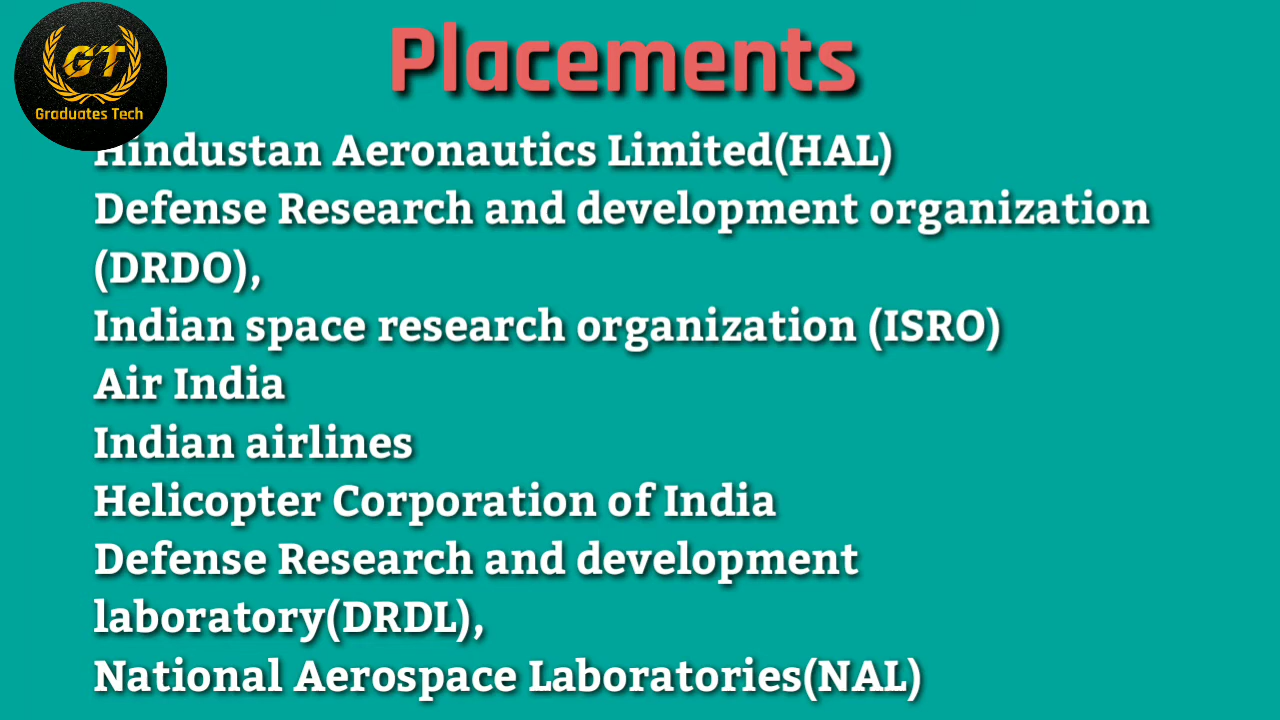 GT
Graduates Tech
Placements
Hindustan Aeronautics Limited(HAL)
Defense Research and development organization
(DRDO),
Indian space research organization (ISRO)
Air India
Indian airlines
Helicopter Corporation of India
Defense Research and development
laboratory(DRDL),
National Aerospace Laboratories(NAL)